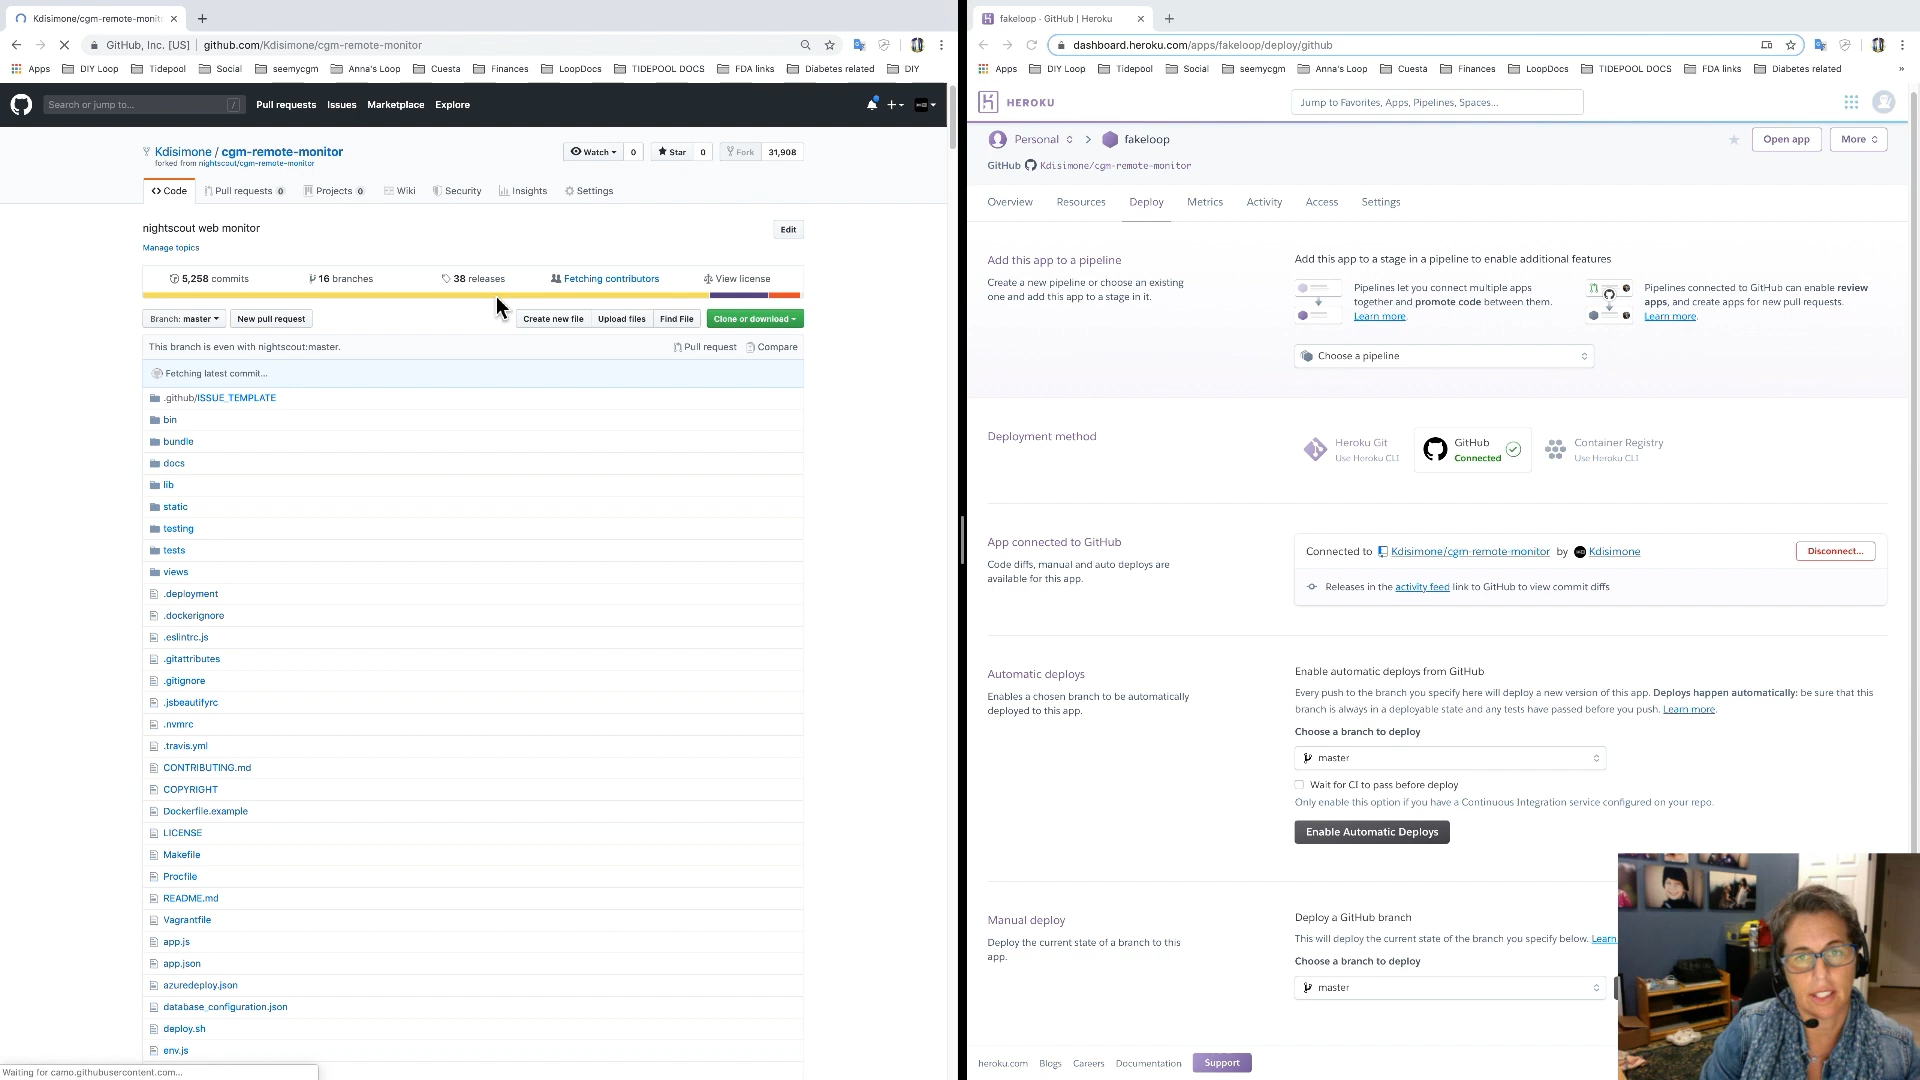 Kdisimone/cgm-remote-monito
GitHub, Inc. [US]
github.com/Kdisimone/cgm-remote-monitor
Apps
DIY Loop
Tidepool
Social
seemycgm
Anna's Loop
Cuesta
Finances
LoopDocs
TIDEPOOL DOCS
FDA links
Diabetes related
DIY
Search or jump to...
/
Pull requests
Issues
Marketplace
Explore
Kdisimone / cgm-remote-monitor
forked from nightscout/cgm-remote-monitor
Watch
0
Star
0
Fork
31,908
Code
Pull requests 0
Projects 0
Wiki
Security
Insights
Settings
nightscout web monitor
Edit
Manage topics
5,258 commits
16 branches
38 releases
Fetching contributors
View license
Branch: master
New pull request
Create new file
Upload files
Find File
Clone or download
This branch is even with nightscout:master.
Pull request
Compare
Fetching latest commit...
.github/ISSUE_TEMPLATE
bin
bundle
docs
lib
static
testing
tests
views
.deployment
.dockerignore
.eslintrc.js
.gitattributes
.gitignore
.jsbeautifyrc
.nvmrc
.travis.yml
CONTRIBUTING.md
COPYRIGHT
Dockerfile.example
LICENSE
Makefile
Procfile
README.md
Vagrantfile
app.js
app.json
azuredeploy.json
database_configuration.json
deploy.sh
env.js
Waiting for camo.githubusercontent.com...
fakeloop - GitHub | Heroku
dashboard.heroku.com/apps/fakeloop/deploy/github
Apps
DIY Loop
Tidepool
Social
seemycgm
Anna's Loop
Cuesta
Finances
LoopDocs
TIDEPOOL DOCS
FDA links
Diabetes related
»
HEROKU
Jump to Favorites, Apps, Pipelines, Spaces...
Personal
fakeloop
Open app
More
GitHub
Kdisimone/cgm-remote-monitor
Overview
Resources
Deploy
Metrics
Activity
Access
Settings
Add this app to a pipeline
Create a new pipeline or choose an existing
one and add this app to a stage in it.
Add this app to a stage in a pipeline to enable additional features
Pipelines let you connect multiple apps
together and promote code between them.
Learn more.
Pipelines connected to GitHub can enable review
apps, and create apps for new pull requests.
Learn more.
Choose a pipeline
Deployment method
Heroku Git
Use Heroku CLI
GitHub
Connected
Container Registry
Use Heroku CLI
App connected to GitHub
Code diffs, manual and auto deploys are
available for this app.
Connected to Kdisimone/cgm-remote-monitor by Kdisimone
Disconnect...
Releases in the activity feed link to GitHub to view commit diffs
Automatic deploys
Enables a chosen branch to be automatically
deployed to this app.
Enable automatic deploys from GitHub
Every push to the branch you specify here will deploy a new version of this app. Deploys happen automatically: be sure that this
branch is always in a deployable state and any tests have passed before you push. Learn more.
Choose a branch to deploy
master
Wait for CI to pass before deploy
Only enable this option if you have a Continuous Integration service configured on your repo.
Enable Automatic Deploys
Manual deploy
Deploy the current state of a branch to this
app.
Deploy a GitHub branch
This will deploy the current state of the branch you specify below. Learn
Choose a branch to deploy
master
heroku.com
Blogs
Careers
Documentation
Support